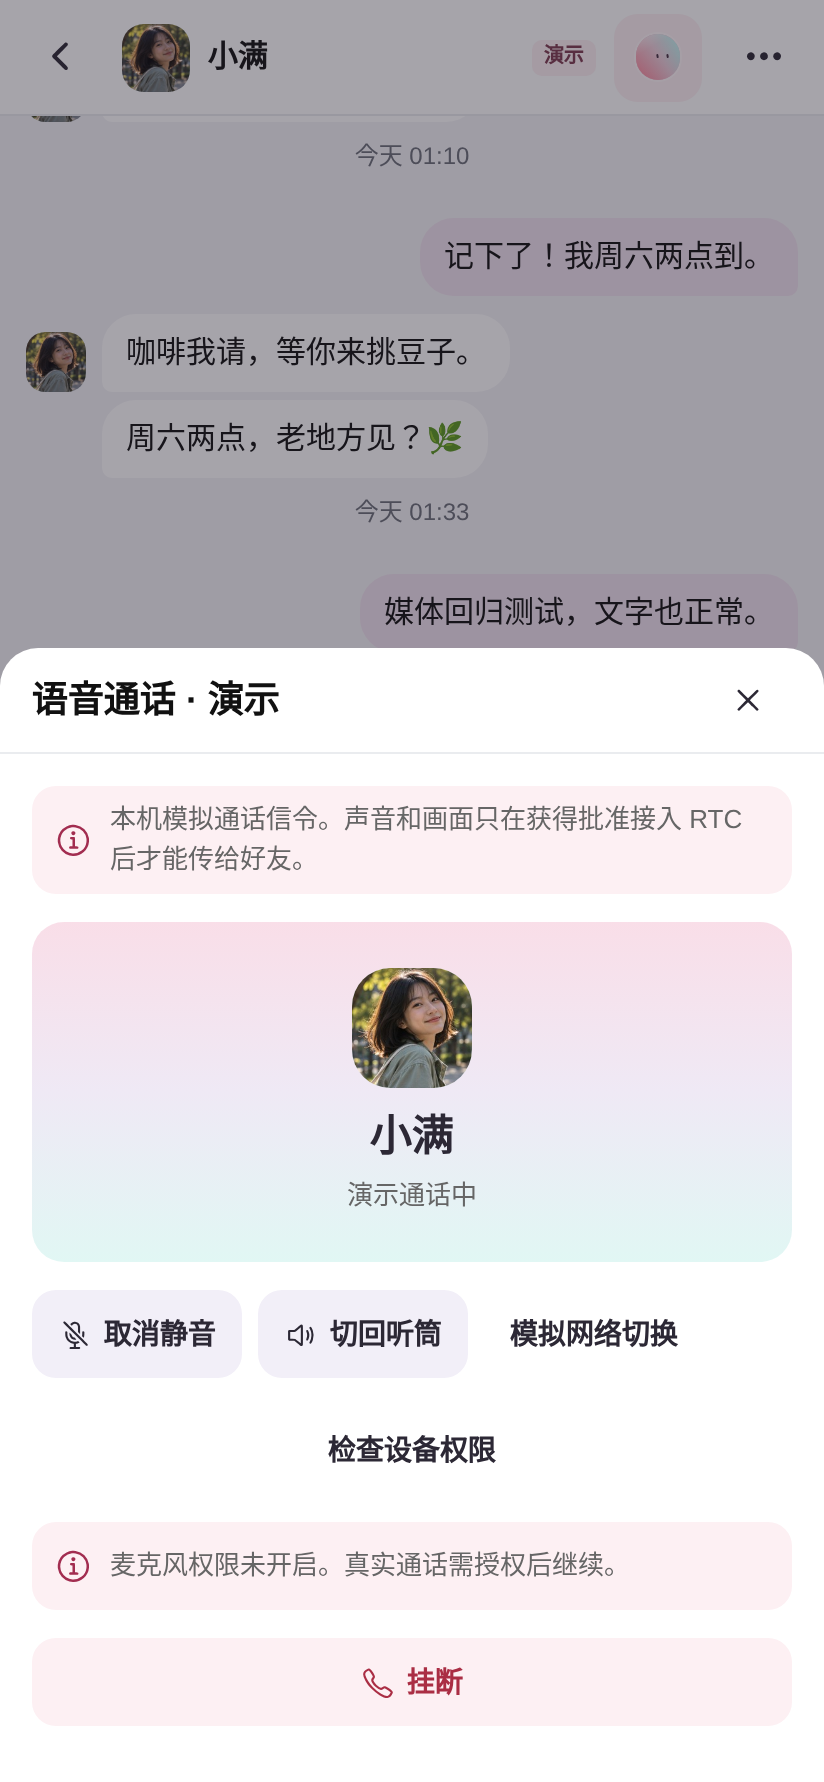 小满
演示
今天 01:10
记下了！我周六两点到。
咖啡我请，等你来挑豆子。
周六两点，老地方见？🌿
今天 01:33
媒体回归测试，文字也正常。
语音通话 · 演示
本机模拟通话信令。声音和画面只在获得批准接入 RTC
后才能传给好友。
小满
演示通话中
取消静音
切回听筒
模拟网络切换
检查设备权限
麦克风权限未开启。真实通话需授权后继续。
挂断